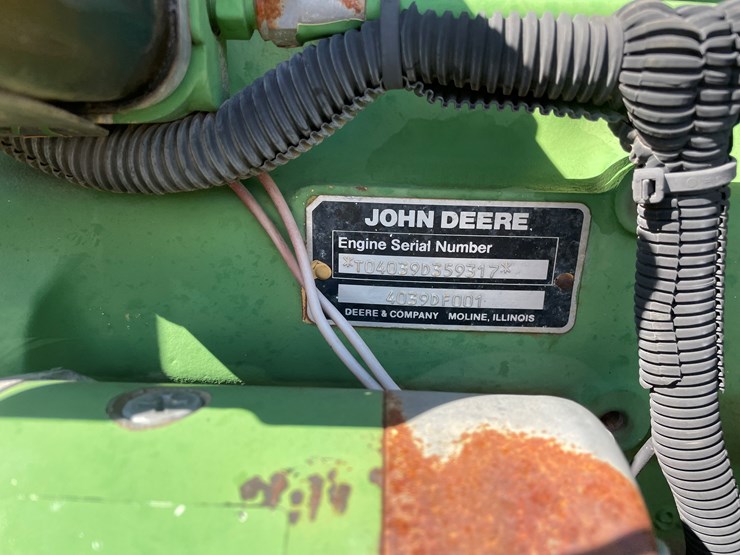 JOHN DEERE
Engine Serial Number
*T04039D359317*
4039DF001
DEERE & COMPANY MOLINE, ILLINOIS